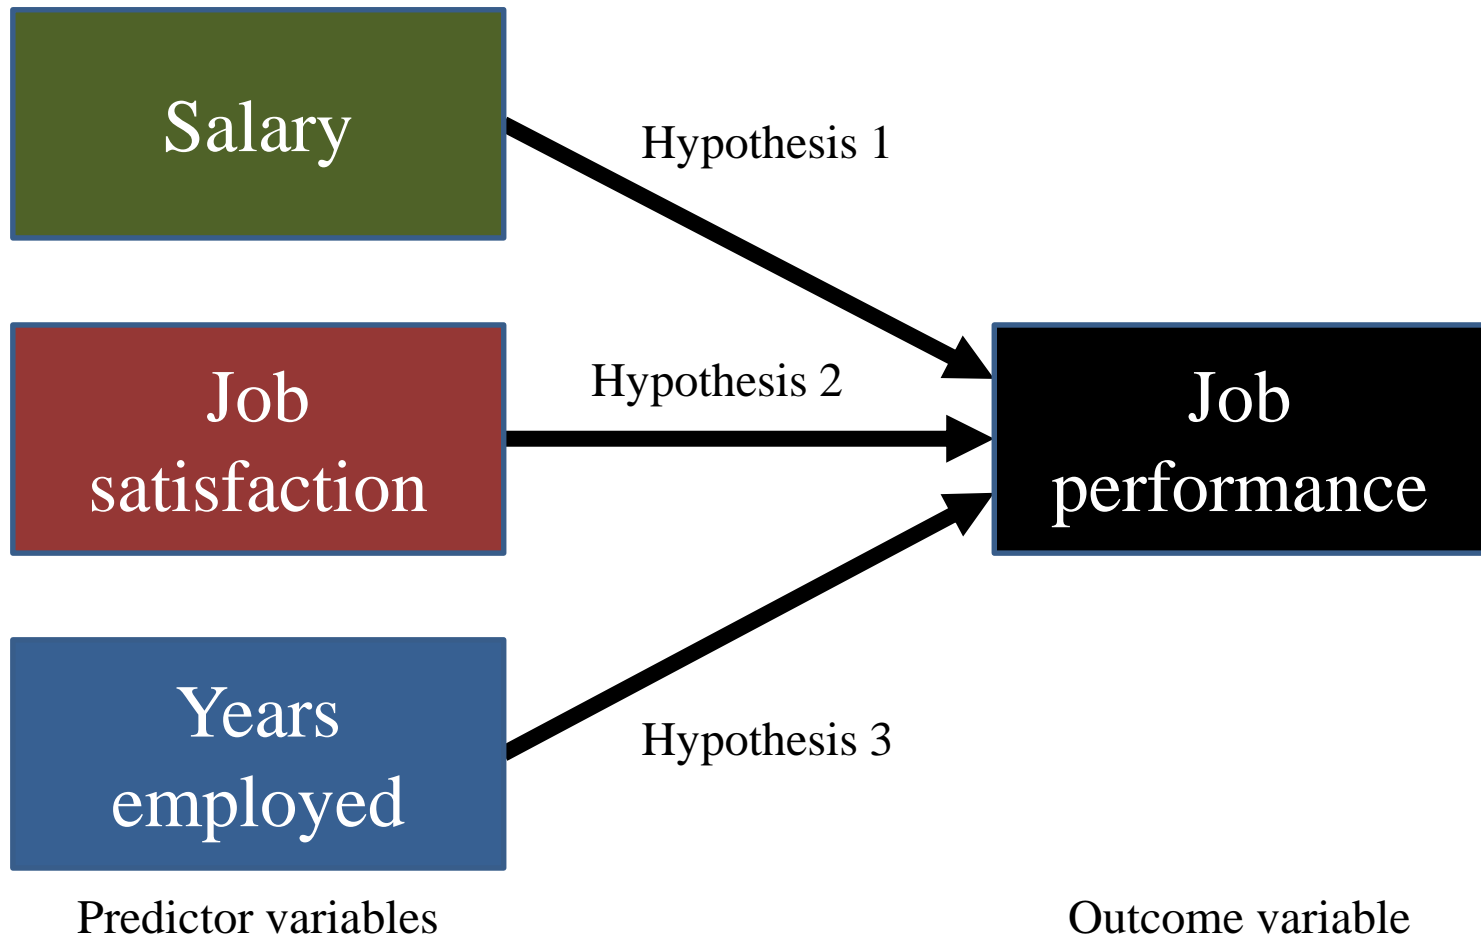 Salary
Hypothesis 1
Job
satisfaction
Hypothesis 2
Job
performance
Years
employed
Hypothesis 3
Predictor variables
Outcome variable